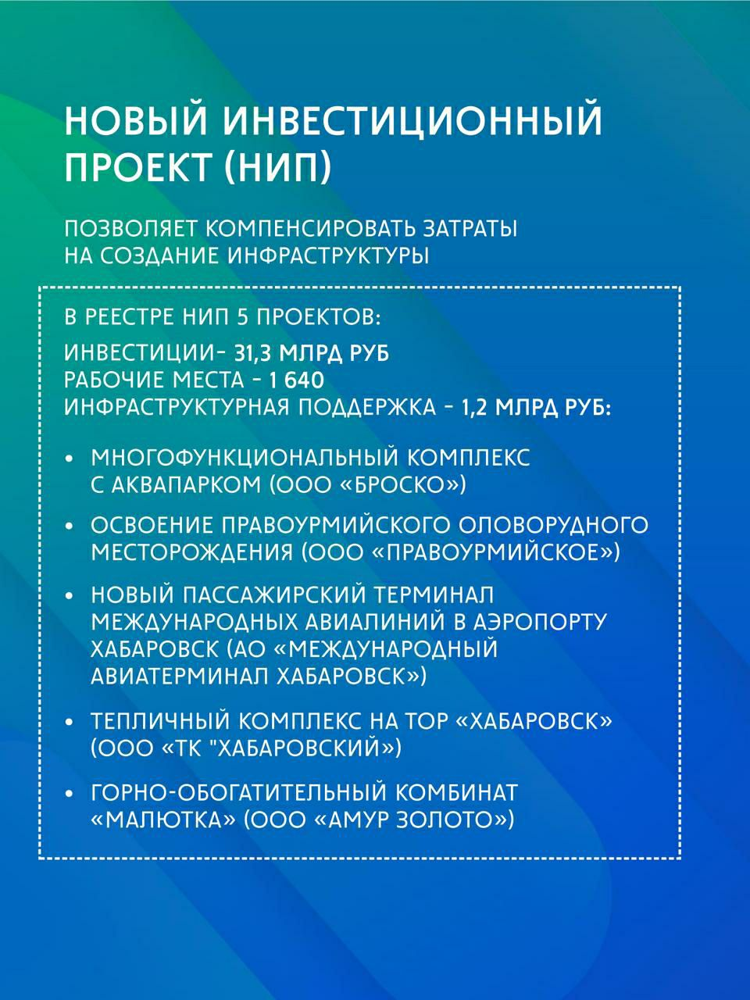 НОВЫЙ ИНВЕСТИЦИОННЫЙ
ПРОЕКТ (НИП)
ПОЗВОЛЯЕТ КОМПЕНСИРОВАТЬ ЗАТРАТЫ
НА СОЗДАНИЕ ИНФРАСТРУКТУРЫ
В РЕЕСТРЕ НИП 5 ПРОЕКТОВ:
ИНВЕСТИЦИИ– 31,3 МЛРД РУБ
РАБОЧИЕ МЕСТА – 1 640
ИНФРАСТРУКТУРНАЯ ПОДДЕРЖКА – 1,2 МЛРД РУБ:
• МНОГОФУНКЦИОНАЛЬНЫЙ КОМПЛЕКС
С АКВАПАРКОМ (ООО «БРОСКО»)
• ОСВОЕНИЕ ПРАВОУРМИЙСКОГО ОЛОВОРУДНОГО
МЕСТОРОЖДЕНИЯ (ООО «ПРАВОУРМИЙСКОЕ»)
• НОВЫЙ ПАССАЖИРСКИЙ ТЕРМИНАЛ
МЕЖДУНАРОДНЫХ АВИАЛИНИЙ В АЭРОПОРТУ
ХАБАРОВСК (АО «МЕЖДУНАРОДНЫЙ
АВИАТЕРМИНАЛ ХАБАРОВСК»)
• ТЕПЛИЧНЫЙ КОМПЛЕКС НА ТОР «ХАБАРОВСК»
(ООО «ТК "ХАБАРОВСКИЙ»)
• ГОРНО-ОБОГАТИТЕЛЬНЫЙ КОМБИНАТ
«МАЛЮТКА» (ООО «АМУР ЗОЛОТО»)